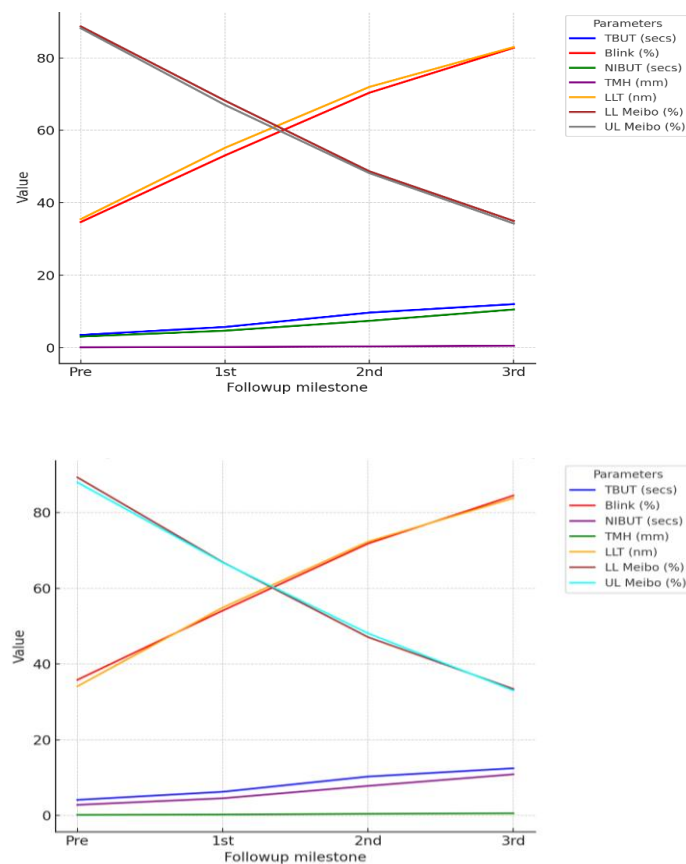 Parameters
TBUT (secs)
Blink (%)
NIBUT (secs)
TMH (mm)
LLT (nm)
LL Meibo (%)
UL Meibo (%)
Value
80
60
40
20
0
Pre
1st
2nd
3rd
Followup milestone
Parameters
TBUT (secs)
Blink (%)
NIBUT (secs)
TMH (mm)
LLT (nm)
LL Meibo (%)
UL Meibo (%)
Value
80
60
40
20
0
Pre
1st
2nd
3rd
Followup milestone